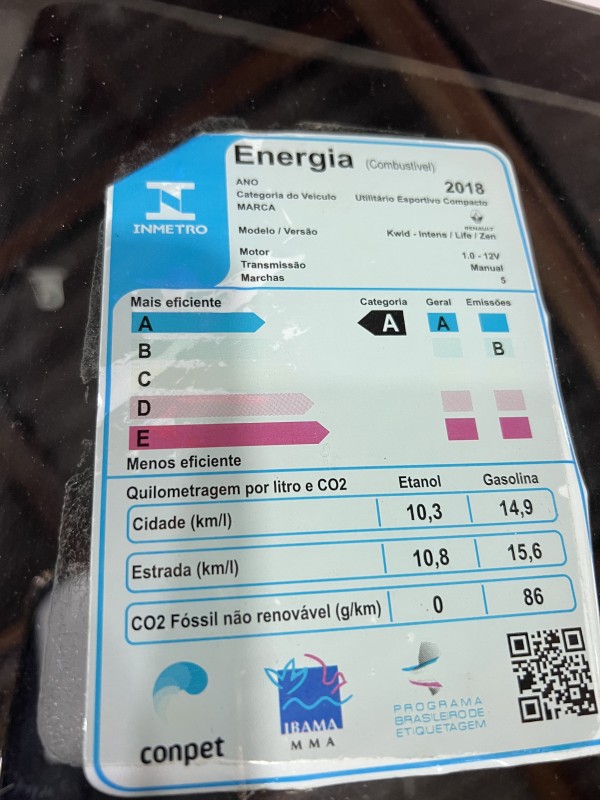 Energia (Combustível)
ANO 2018
Categoria do Veículo Utilitário Esportivo Compacto
MARCA
RENAULT
Modelo / Versão Kwid - Intens / Life / Zen
Motor 1.0 - 12V
Transmissão Manual
Marchas 5
INMETRO
Mais eficiente Categoria Geral Emissões
A A A
B B
C
D
E
Menos eficiente
Quilometragem por litro e CO2 Etanol Gasolina
Cidade (km/l) 10,3 14,9
Estrada (km/l) 10,8 15,6
CO2 Fóssil não renovável (g/km) 0 86
conpet
IBAMA
MMA
PROGRAMA
BRASILEIRO DE
ETIQUETAGEM